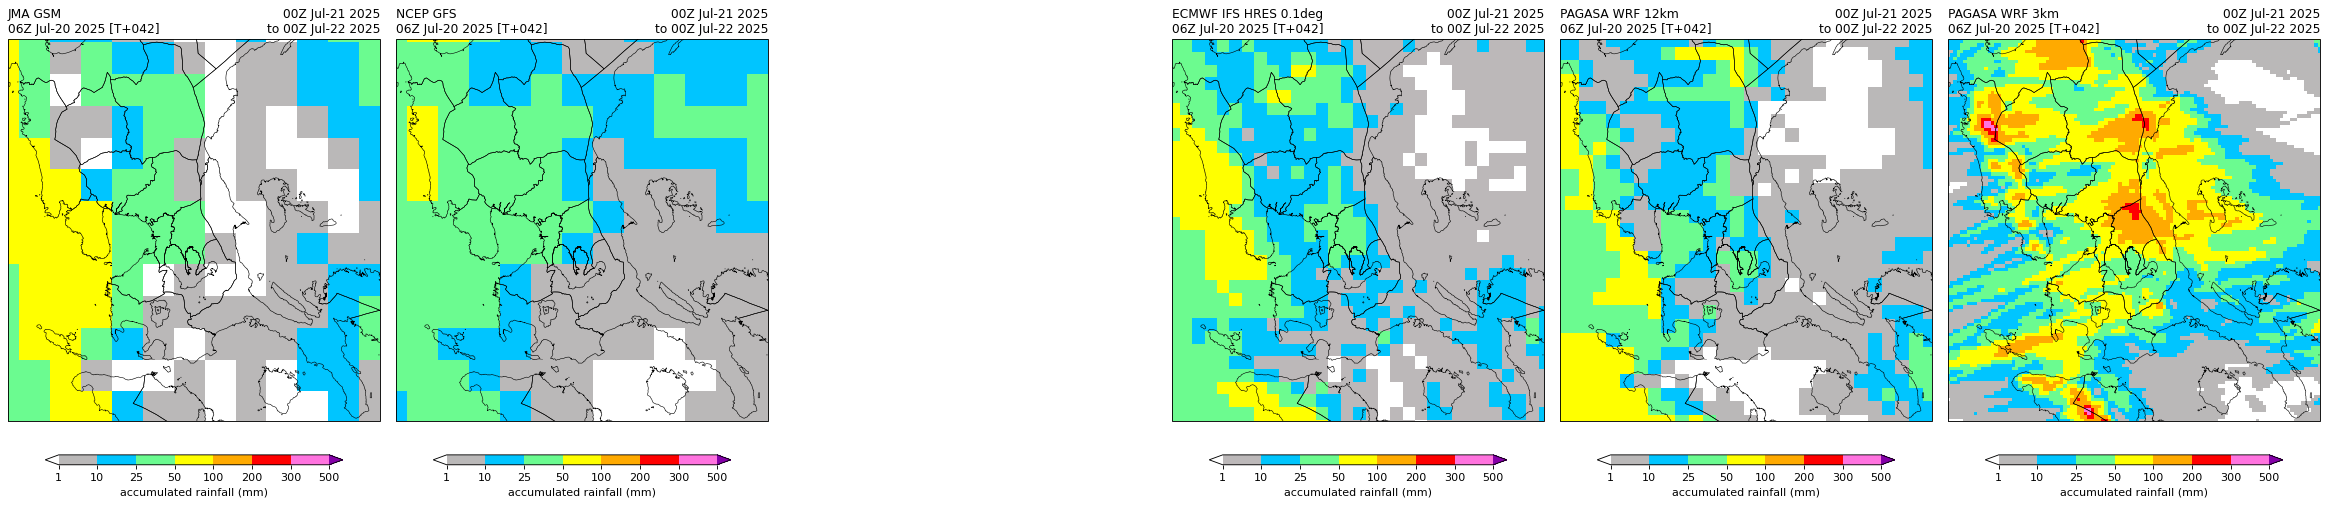 JMA GSM 00Z Jul-21 2025
06Z Jul-20 2025 [T+042] to 00Z Jul-22 2025
1 10 25 50 100 200 300 500
accumulated rainfall (mm)
NCEP GFS 00Z Jul-21 2025
06Z Jul-20 2025 [T+042] to 00Z Jul-22 2025
1 10 25 50 100 200 300 500
accumulated rainfall (mm)
ECMWF IFS HRES 0.1deg 00Z Jul-21 2025
06Z Jul-20 2025 [T+042] to 00Z Jul-22 2025
1 10 25 50 100 200 300 500
accumulated rainfall (mm)
PAGASA WRF 12km 00Z Jul-21 2025
06Z Jul-20 2025 [T+042] to 00Z Jul-22 2025
1 10 25 50 100 200 300 500
accumulated rainfall (mm)
PAGASA WRF 3km 00Z Jul-21 2025
06Z Jul-20 2025 [T+042] to 00Z Jul-22 2025
1 10 25 50 100 200 300 500
accumulated rainfall (mm)